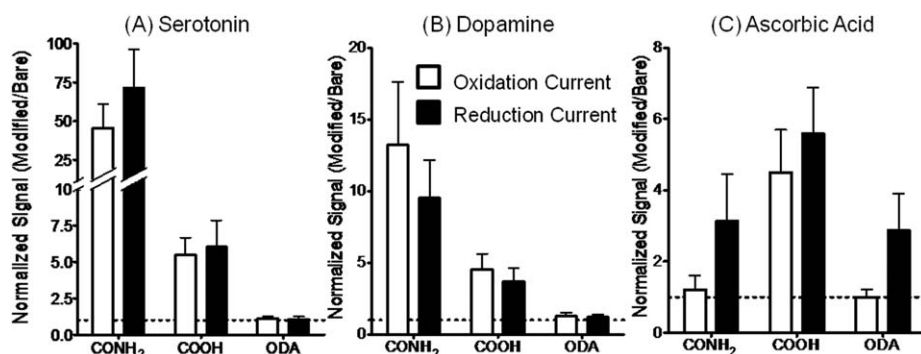 (A) Serotonin
Normalized Signal (Modified/Bare)
100
75
50
25
10
7.5
5.0
2.5
0.0
CONH₂ COOH ODA
(B) Dopamine
Normalized Signal (Modified/Bare)
20
15
10
5
0
Oxidation Current
Reduction Current
CONH₂ COOH ODA
(C) Ascorbic Acid
Normalized Signal (Modified/Bare)
8
6
4
2
0
CONH₂ COOH ODA